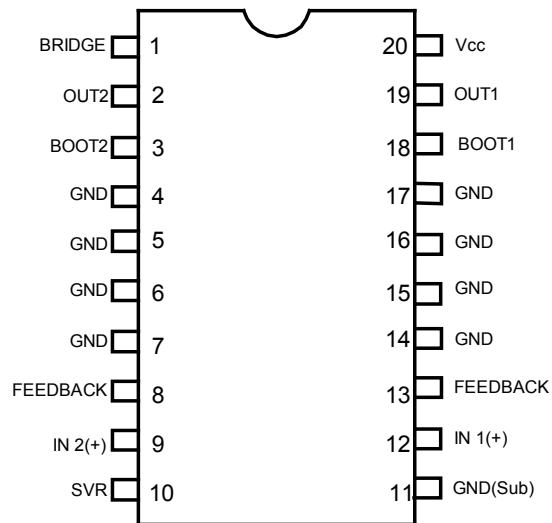 BRIDGE 1 20 Vcc
OUT2 2 19 OUT1
BOOT2 3 18 BOOT1
GND 4 17 GND
GND 5 16 GND
GND 6 15 GND
GND 7 14 GND
FEEDBACK 8 13 FEEDBACK
IN 2(+) 9 12 IN 1(+)
SVR 10 11 GND(Sub)